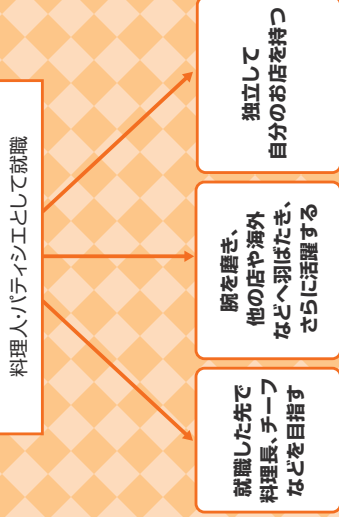 料理人・パティシエとして就職
就職した先で
料理長、チーフ
などを目指す
腕を磨き、
他の店や海外
などへ羽ばたき、
さらに活躍する
独立して
自分のお店を持つ